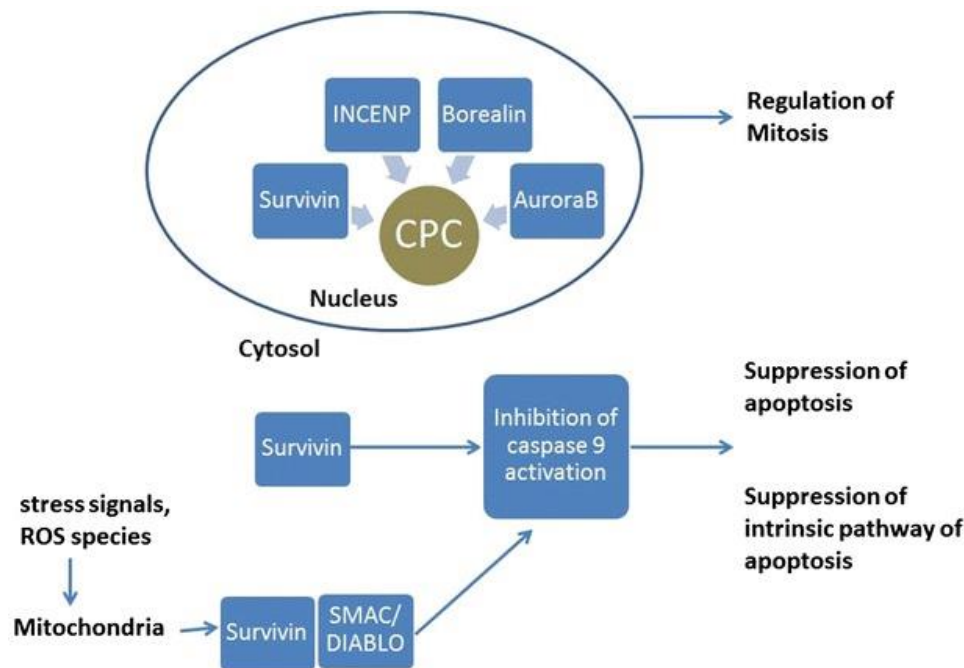 INCENP
Borealin
Regulation of
Mitosis
Survivin
AuroraB
CPC
Nucleus
Cytosol
Suppression of
apoptosis
Survivin
Inhibition of
caspase 9
activation
stress signals,
ROS species
Suppression of
intrinsic pathway of
apoptosis
Mitochondria
Survivin
SMAC/
DIABLO